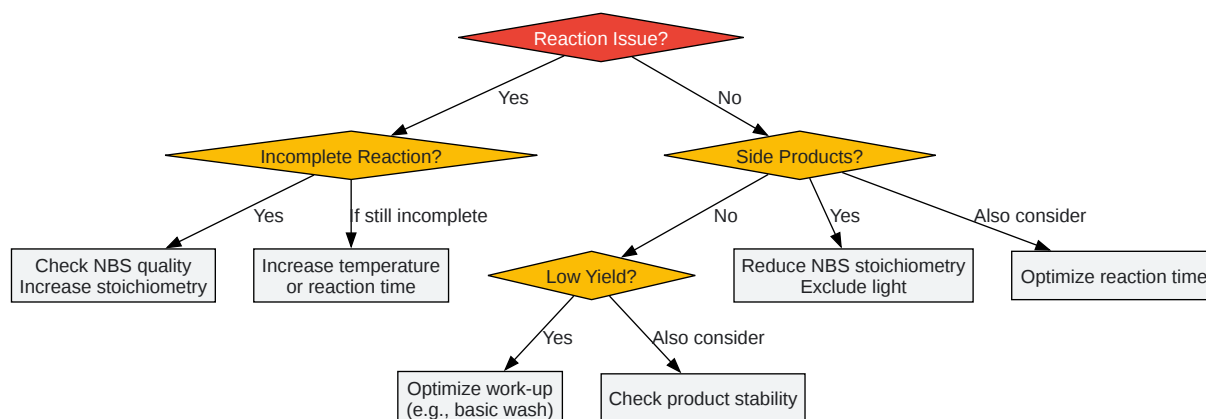 Reaction Issue?
Yes
No
Incomplete Reaction?
Side Products?
Yes
If still incomplete
No
Yes
Also consider
Check NBS quality
Increase stoichiometry
Increase temperature
or reaction time
Low Yield?
Reduce NBS stoichiometry
Exclude light
Optimize reaction time
Yes
Also consider
Optimize work-up
(e.g., basic wash)
Check product stability